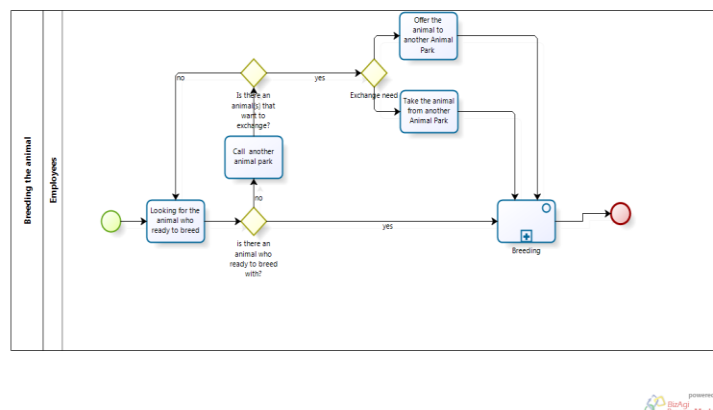 Breeding the animal
Employees
Offer the
animal to
another Animal
Park
no
yes
Is there an
animal(s) that
want to
exchange?
Exchange need
Take the animal
from another
Animal Park
Call another
animal park
no
Looking for the
animal who
ready to breed
is there an
animal who
ready to breed
with?
yes
Breeding
powered
BizAgi